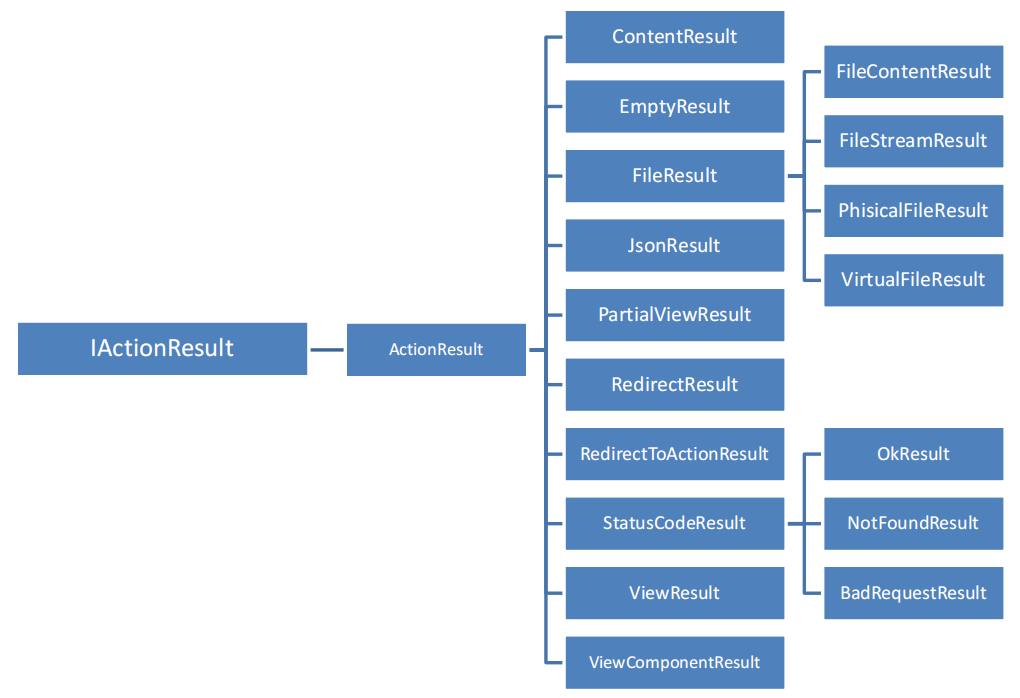 IActionResult
ActionResult
ContentResult
EmptyResult
FileResult
JsonResult
PartialViewResult
RedirectResult
RedirectToActionResult
StatusCodeResult
ViewResult
ViewComponentResult
FileContentResult
FileStreamResult
PhisicalFileResult
VirtualFileResult
OkResult
NotFoundResult
BadRequestResult